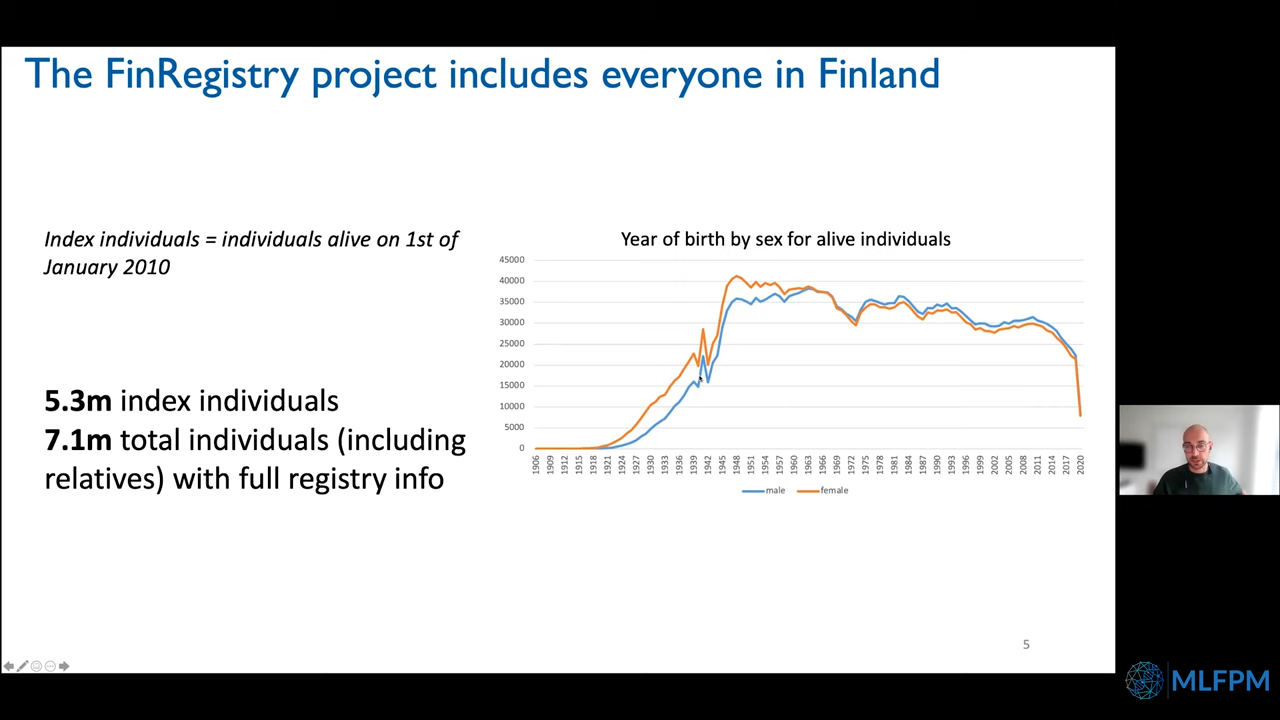 The FinRegistry project includes everyone in Finland
Index individuals = individuals alive on 1st of
January 2010
5.3m index individuals
7.1m total individuals (including
relatives) with full registry info
Year of birth by sex for alive individuals
45000
40000
35000
30000
25000
20000
15000
10000
5000
0
1906 1909 1912 1915 1918 1921 1924 1927 1930 1933 1936 1939 1942 1945 1948 1951 1954 1957 1960 1963 1966 1969 1972 1975 1978 1981 1984 1987 1990 1993 1996 1999 2002 2005 2008 2011 2014 2017 2020
male female
5
MLFPM